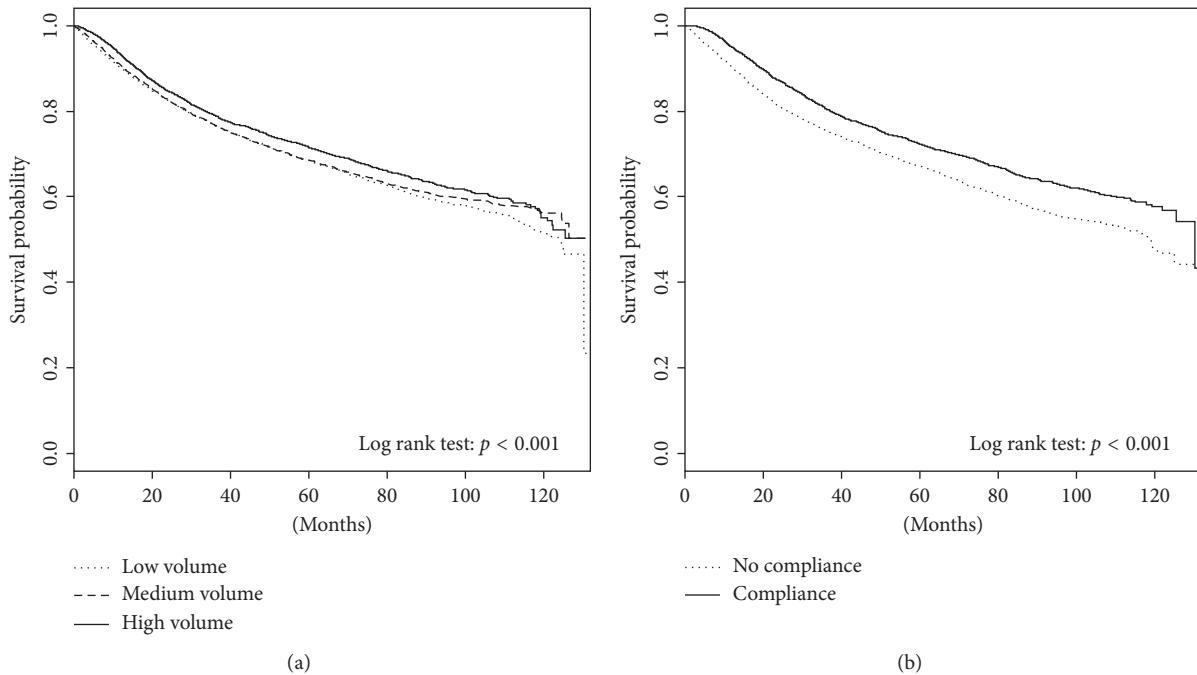 Survival probability
1.0
0.8
0.6
0.4
0.2
0.0
Log rank test: p < 0.001
0 20 40 60 80 100 120
(Months)
Low volume
Medium volume
High volume
(a)
Survival probability
1.0
0.8
0.6
0.4
0.2
0.0
Log rank test: p < 0.001
0 20 40 60 80 100 120
(Months)
No compliance
Compliance
(b)